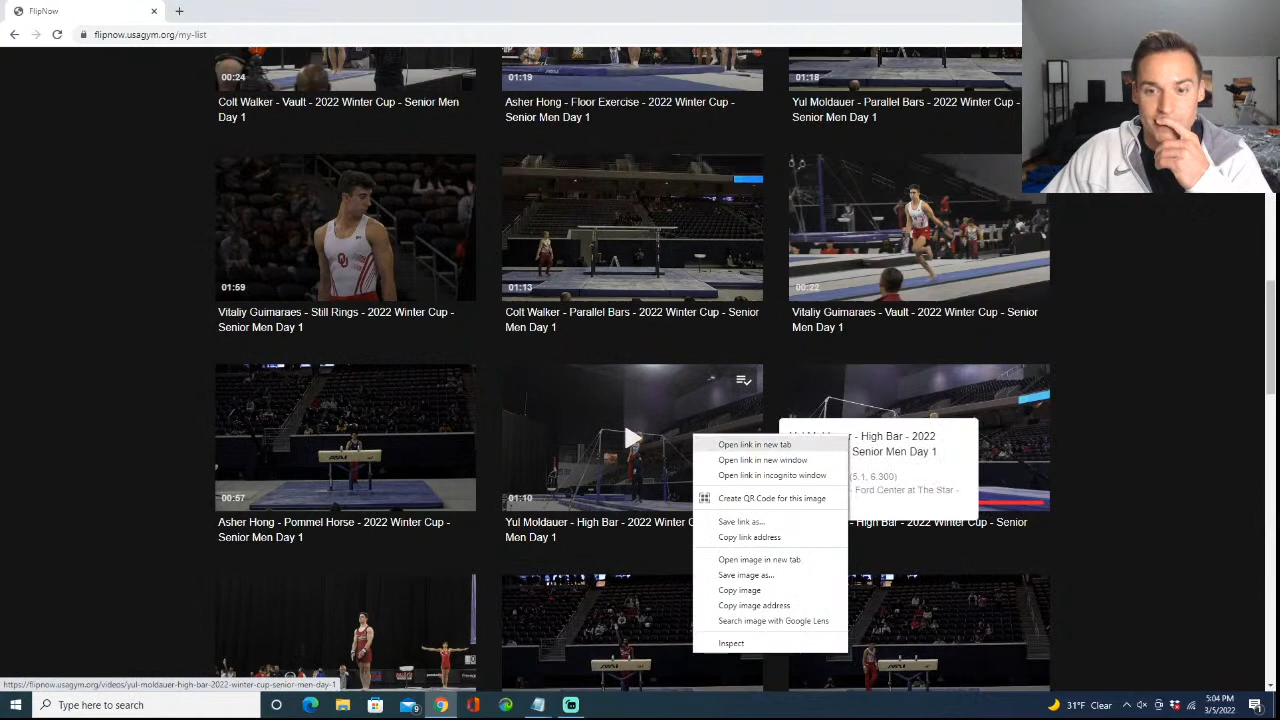 FlipNow
flipnow.usagym.org/my-list
00:24
01:19
01:18
Colt Walker - Vault - 2022 Winter Cup - Senior Men
Day 1
Asher Hong - Floor Exercise - 2022 Winter Cup -
Senior Men Day 1
Yul Moldauer - Parallel Bars - 2022 Winter Cup -
Senior Men Day 1
OU
01:59
01:13
00:22
Vitaliy Guimaraes - Still Rings - 2022 Winter Cup -
Senior Men Day 1
Colt Walker - Parallel Bars - 2022 Winter Cup - Senior
Men Day 1
Vitaliy Guimaraes - Vault - 2022 Winter Cup - Senior
Men Day 1
00:57
01:10
Asher Hong - Pommel Horse - 2022 Winter Cup -
Senior Men Day 1
Yul Moldauer - High Bar - 2022 Winter
Men Day 1
r - High Bar - 2022
Senior Men Day 1
(5.1, 6.300)
- Ford Center at The Star -
- High Bar - 2022 Winter Cup - Senior
Open link in new tab
Open link in new window
Open link in incognito window
Create QR Code for this image
Save link as...
Copy link address
Open image in new tab
Save image as...
Copy image
Copy image address
Search image with Google Lens
Inspect
https://flipnow.usagym.org/videos/yul-moldauer-high-bar-2022-winter-cup-senior-men-day-1
Type here to search
9
31°F Clear
5:04 PM
3/5/2022
1